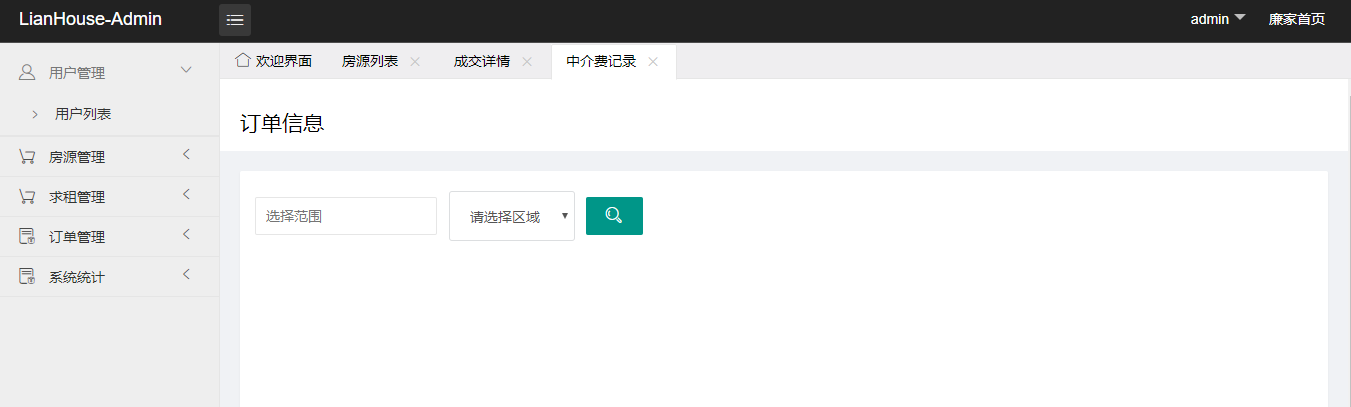 LianHouse-Admin
admin
廉家首页
用户管理
用户列表
房源管理
求租管理
订单管理
系统统计
欢迎界面
房源列表
成交详情
中介费记录
订单信息
选择范围
请选择区域